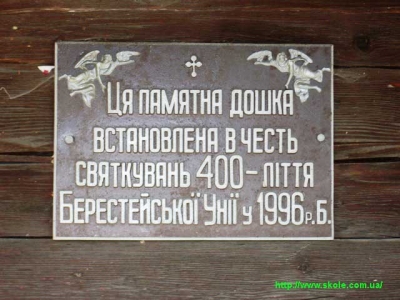 Ця памятна дошка
встановлена в честь
святкувань 400-ліття
Берестейської Унії у 1996 р.Б.
http://www.skole.com.ua/